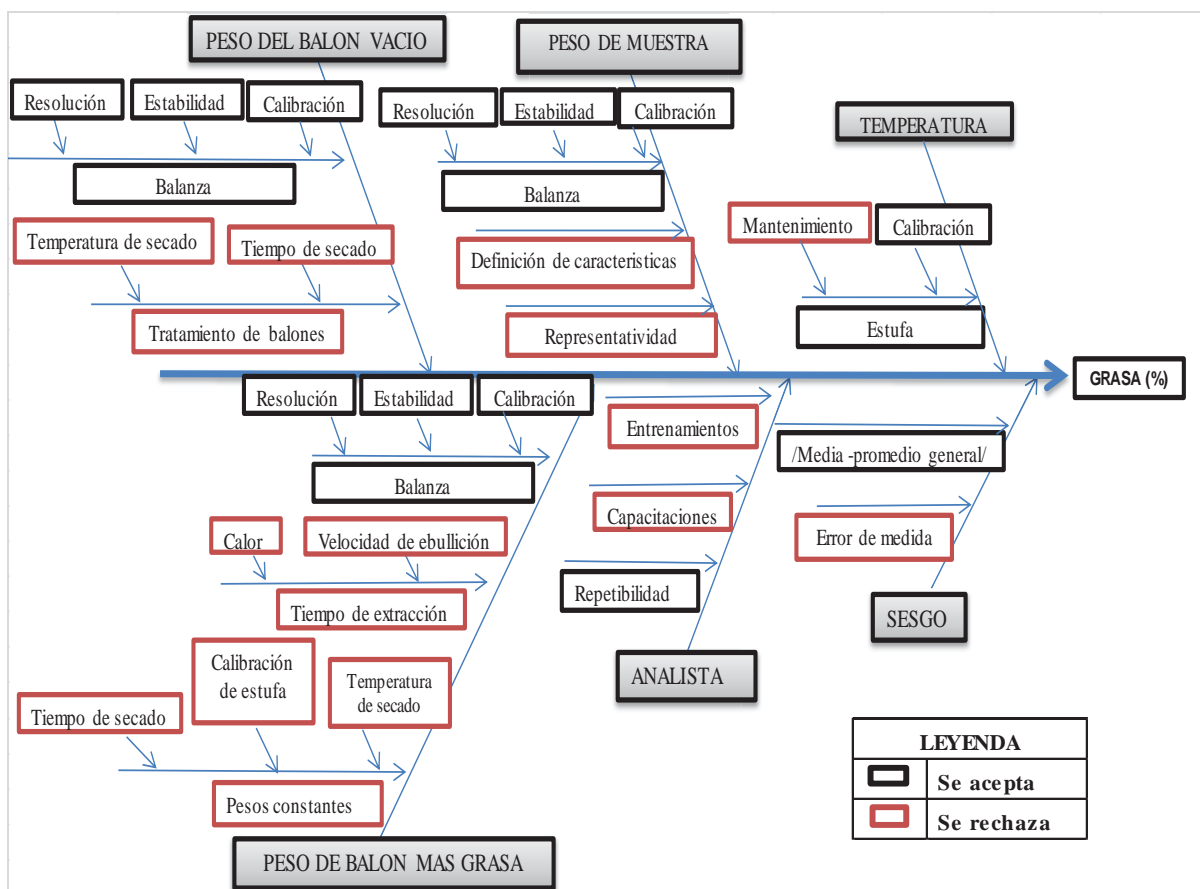 PESO DEL BALON VACIO
Resolución
Estabilidad
Calibración
Balanza
Temperatura de secado
Tiempo de secado
Tratamiento de balones
PESO DE MUESTRA
Resolución
Estabilidad
Calibración
Balanza
Definición de caracteristicas
Representatividad
TEMPERATURA
Mantenimiento
Calibración
Estufa
GRASA (%)
Resolución
Estabilidad
Calibración
Balanza
Calor
Velocidad de ebullición
Tiempo de extracción
Tiempo de secado
Calibración
de estufa
Temperatura
de secado
Pesos constantes
PESO DE BALON MAS GRASA
Entrenamientos
Capacitaciones
Repetibilidad
ANALISTA
/Media -promedio general/
Error de medida
SESGO
LEYENDA
Se acepta
Se rechaza